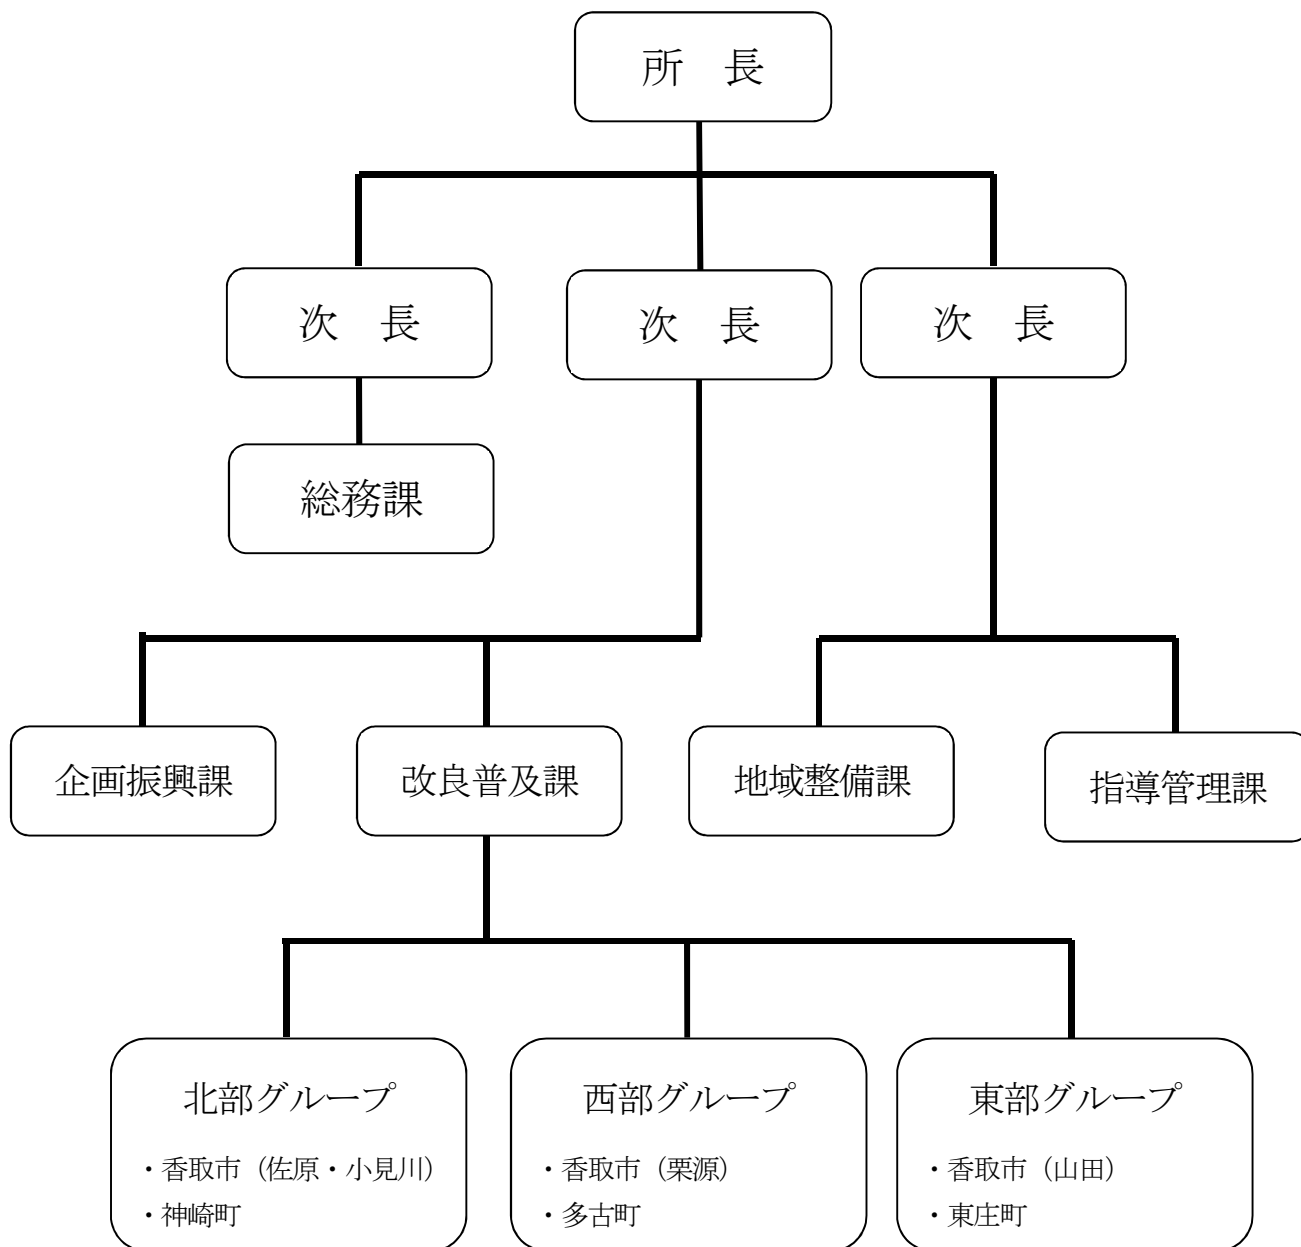 所　長
次　長
次　長
次　長
総務課
企画振興課
改良普及課
地域整備課
指導管理課
北部グループ
・香取市（佐原・小見川）
・神崎町
西部グループ
・香取市（栗源）
・多古町
東部グループ
・香取市（山田）
・東庄町